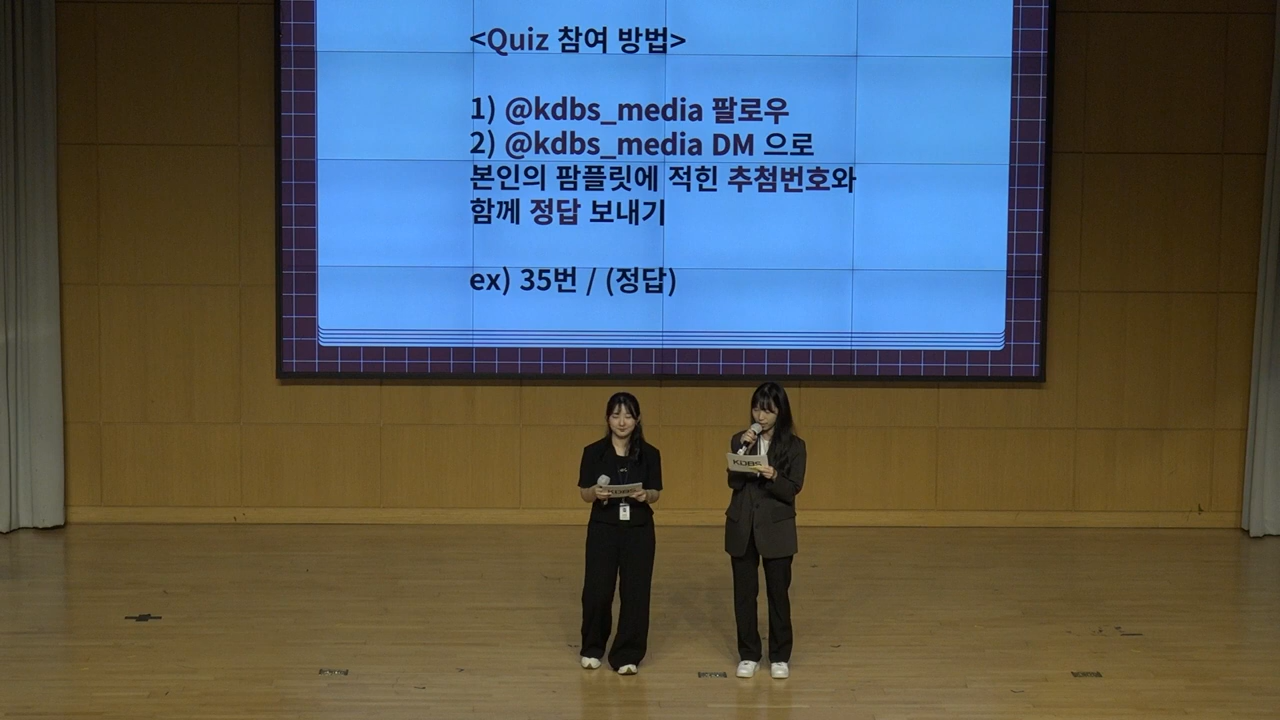 <Quiz 참여 방법>
1) @kdbs_media 팔로우
2) @kdbs_media DM 으로
본인의 팜플릿에 적힌 추첨번호와
함께 정답 보내기
ex) 35번 / (정답)
KDBS
KDBS